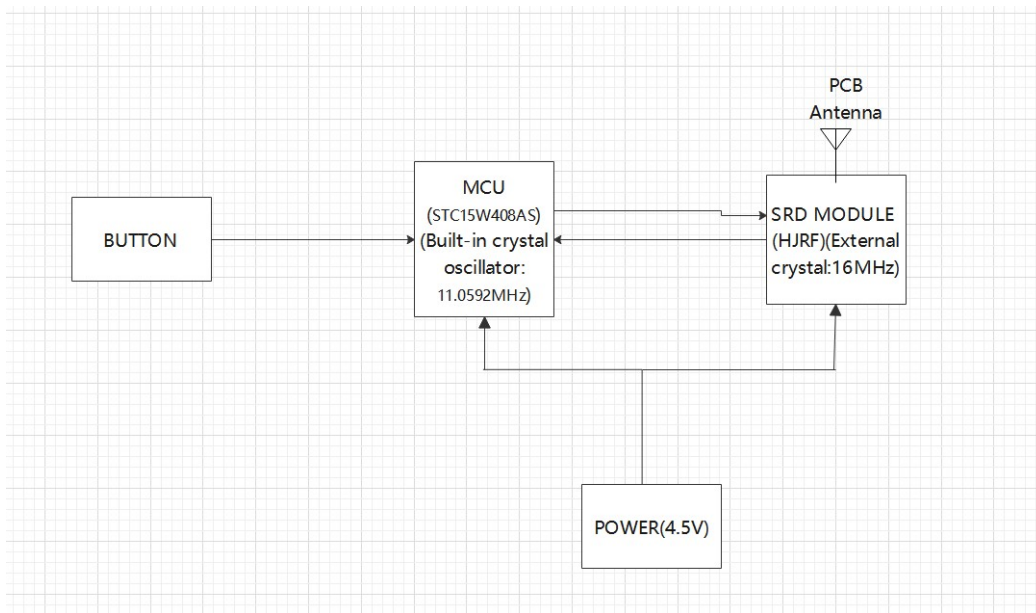 PCB
Antenna
MCU
(STC15W408AS)
(Built-in crystal
oscillator:
11.0592MHz)
SRD MODULE
(HJRF)(External
crystal:16MHz)
BUTTON
POWER(4.5V)